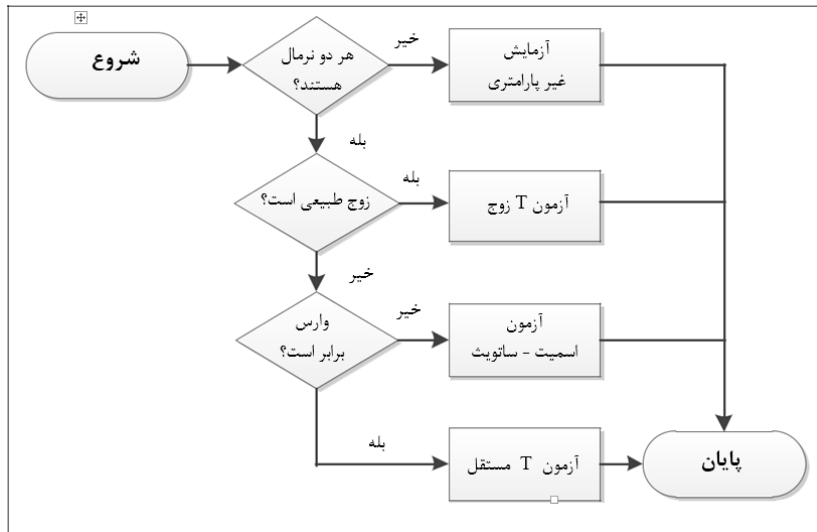 شروع
هر دو نرمال
هستند؟
خیر
آزمایش
غیر پارامتری
بله
زوج طبیعی است؟
بله
آزمون T زوج
خیر
وارس
برابر است؟
خیر
آزمون
اسمیت - ساتویث
بله
آزمون T مستقل
پایان